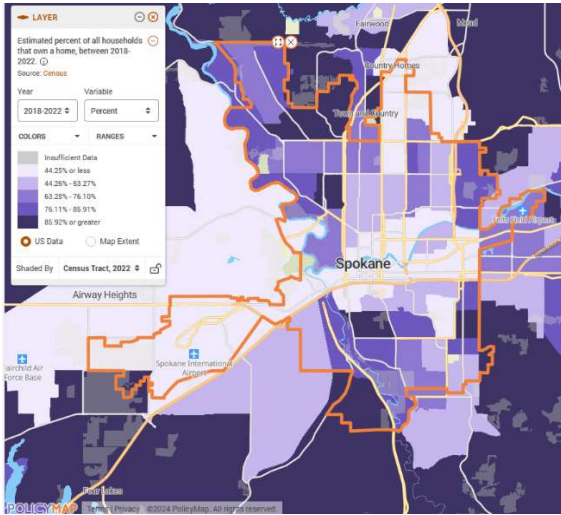 LAYER
Estimated percent of all households
that own a home, between 2018-
2022.
Source: Census
Year Variable
2018-2022 Percent
COLORS RANGES
Insufficient Data
44.25% or less
44.26% - 63.27%
63.28% - 76.10%
76.11% - 85.91%
85.92% or greater
US Data Map Extent
Shaded By Census Tract, 2022
Fairwood
Mead
Country Homes
Town and Country
Felts Field Airport
Spokane
Airway Heights
Spokane International
Airport
Fairchild Air
Force Base
Four Lakes
POLICYMAP Terms | Privacy ©2024 PolicyMap. All rights reserved.